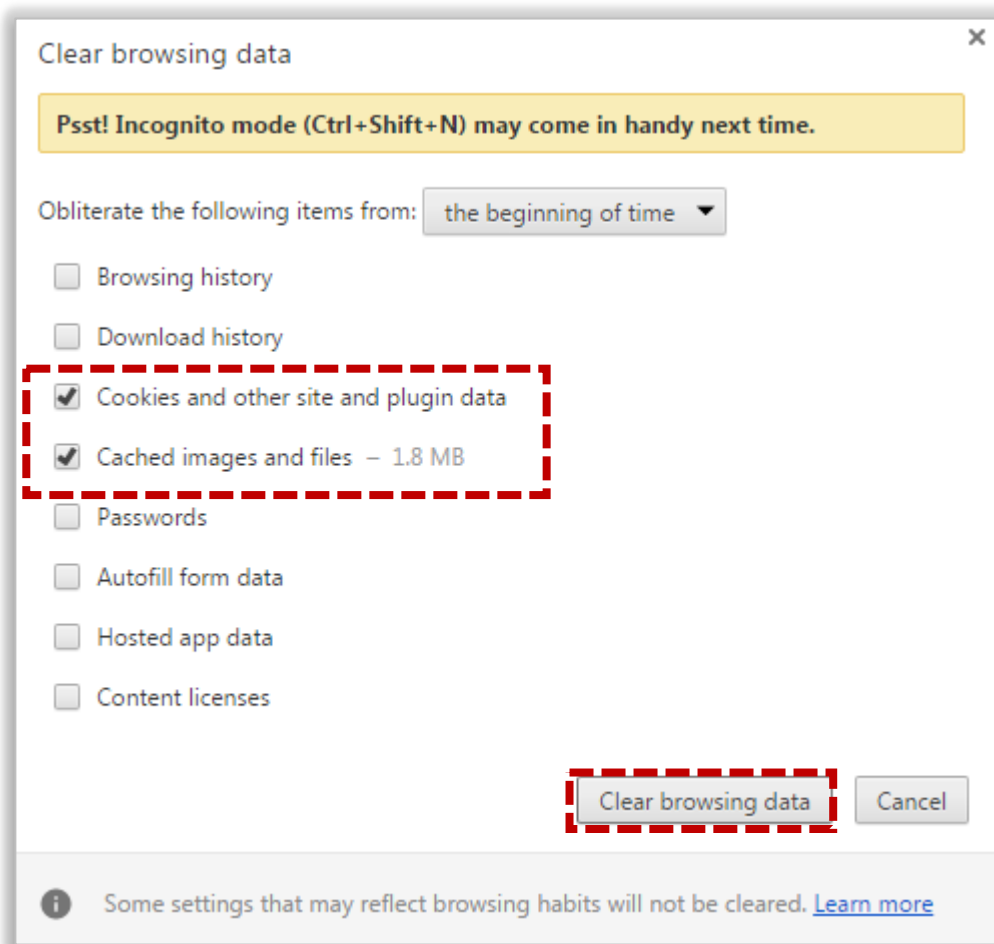 Clear browsing data
Psst! Incognito mode (Ctrl+Shift+N) may come in handy next time.
Obliterate the following items from: the beginning of time
Browsing history
Download history
Cookies and other site and plugin data
Cached images and files – 1.8 MB
Passwords
Autofill form data
Hosted app data
Content licenses
Clear browsing data Cancel
Some settings that may reflect browsing habits will not be cleared. Learn more